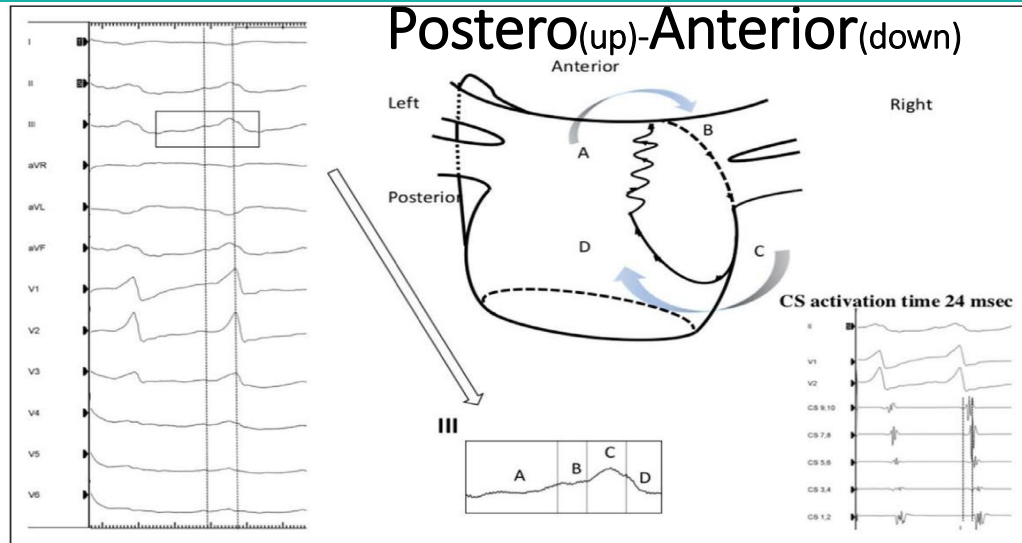 Postero(up)-Anterior(down)
Anterior
Left
Right
Posterior
A
B
C
D
I
II
III
aVR
aVL
aVF
V1
V2
V3
V4
V5
V6
III
A
B
C
D
CS activation time 24 msec
II
V1
V2
CS 9,10
CS 7,8
CS 5,6
CS 3,4
CS 1,2